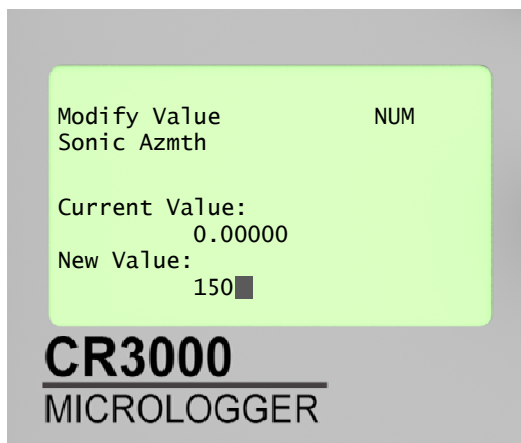 Modify Value NUM
Sonic Azmth
Current Value:
0.00000
New Value:
150
CR3000
MICROLOGGER